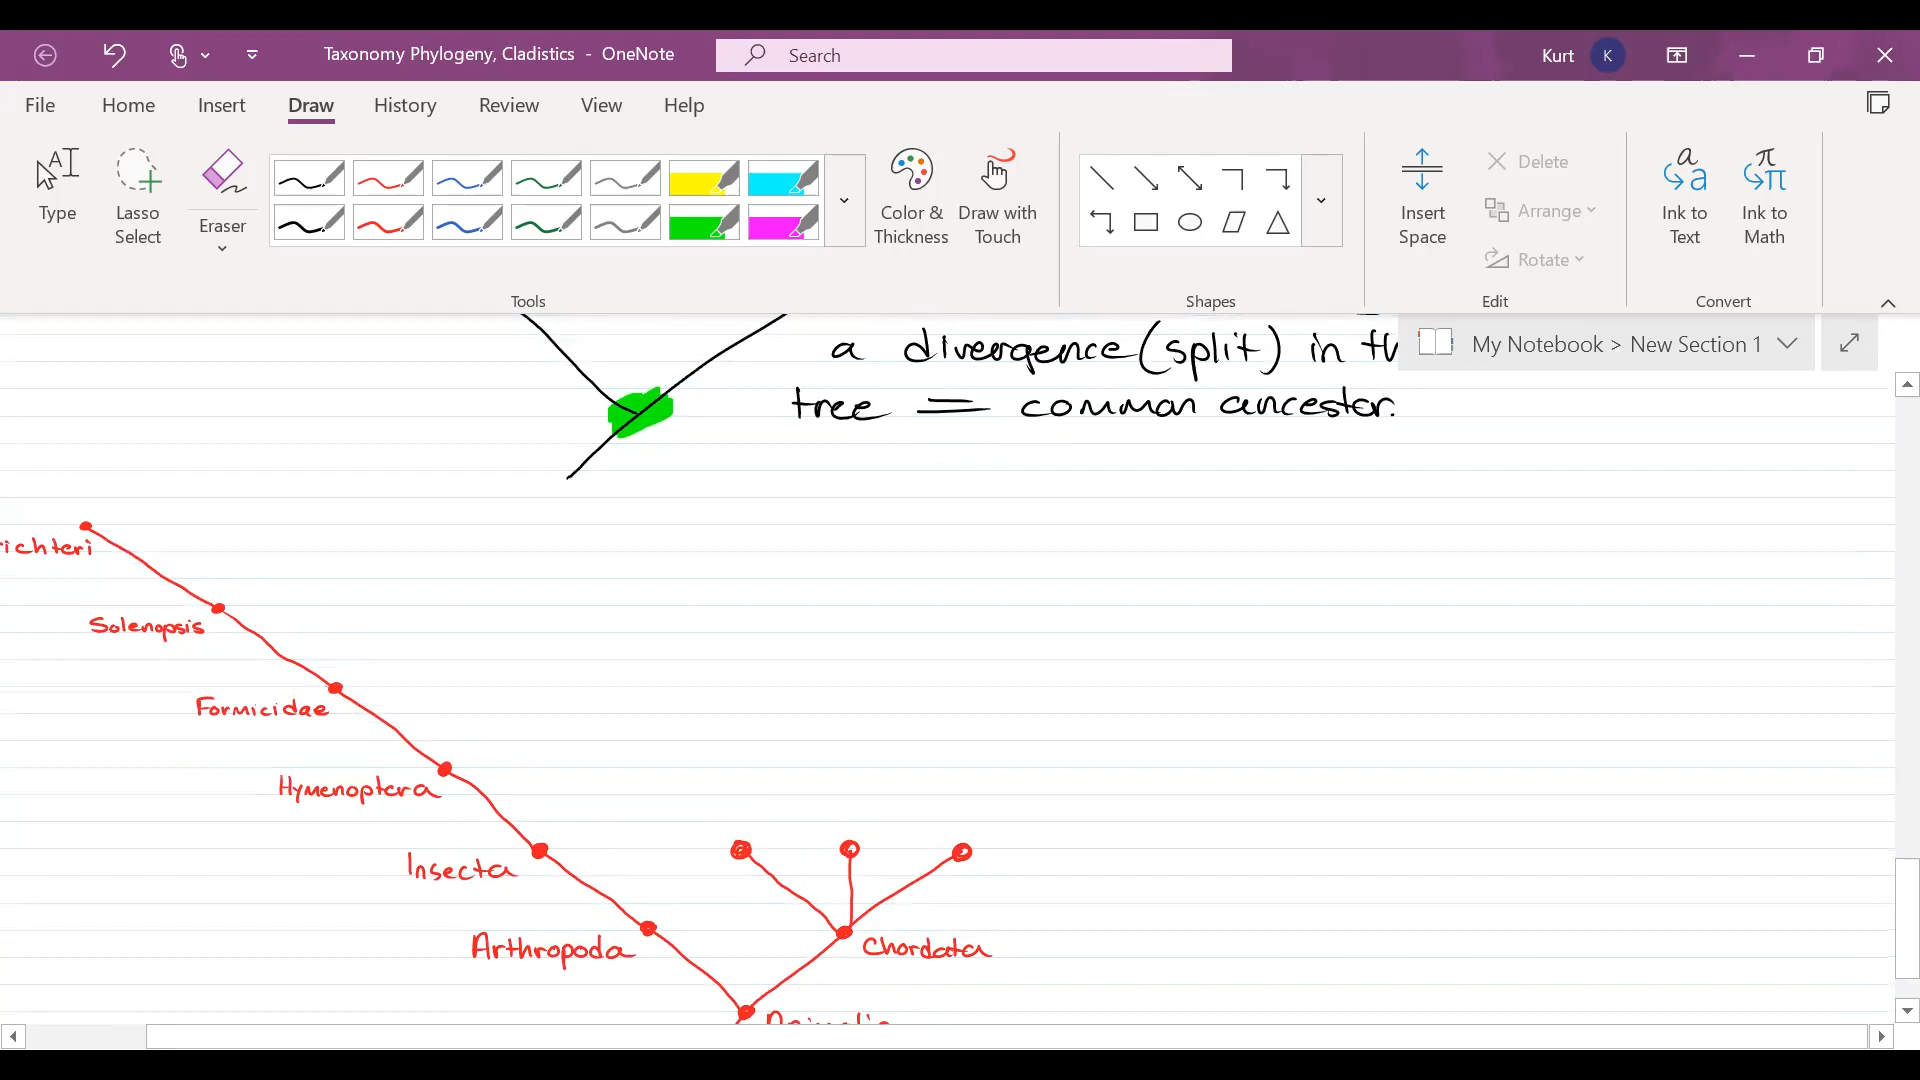 Taxonomy Phylogeny, Cladistics - OneNote
Search
Kurt
K
File Home Insert Draw History Review View Help
Type
Lasso Select
Eraser
Color & Thickness
Draw with Touch
Insert Space
Delete
Arrange
Rotate
Ink to Text
Ink to Math
Tools
Shapes
Edit
Convert
My Notebook > New Section 1
a divergence (split) in
tree = common ancestor.
richteri
Solenopsis
Formicidae
Hymenoptera
Insecta
Arthropoda
Chordata